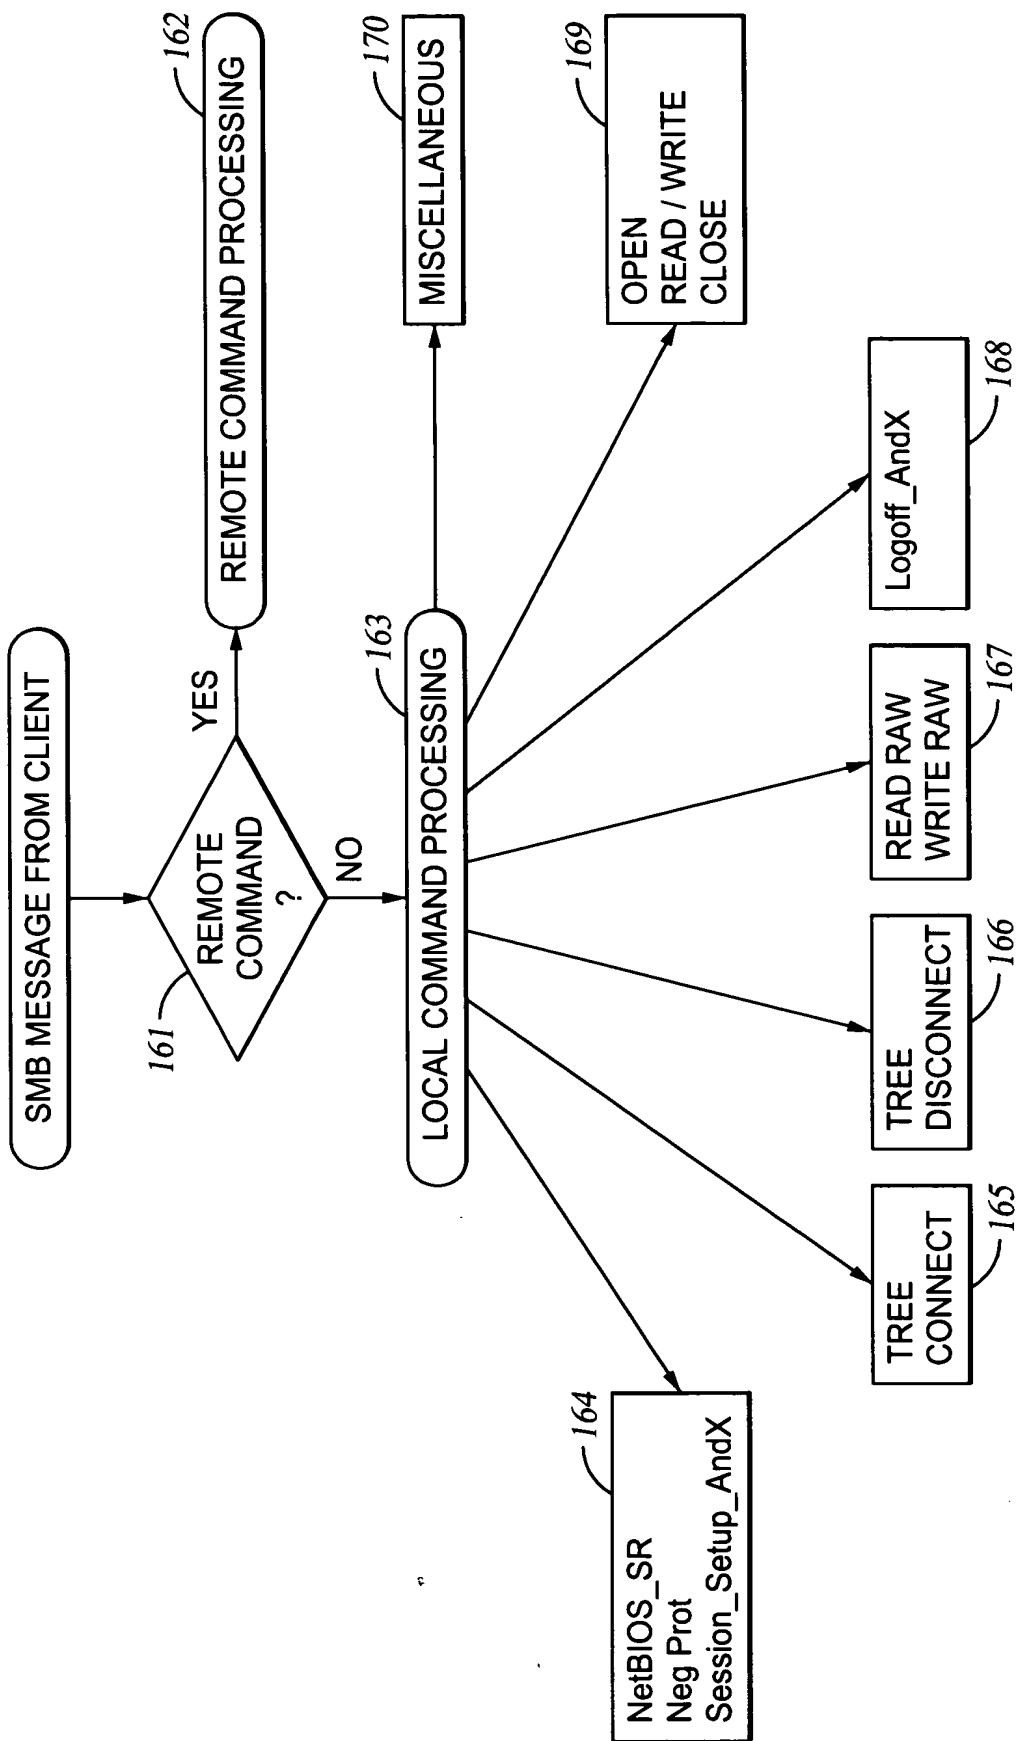 SMB MESSAGE FROM CLIENT
161
REMOTE
COMMAND
?
YES
162
REMOTE COMMAND PROCESSING
NO
163
LOCAL COMMAND PROCESSING
170
MISCELLANEOUS
164
NetBIOS_SR
Neg Prot
Session_Setup_AndX
169
OPEN
READ / WRITE
CLOSE
TREE
CONNECT
165
TREE
DISCONNECT
166
READ RAW
WRITE RAW
167
Logoff_AndX
168